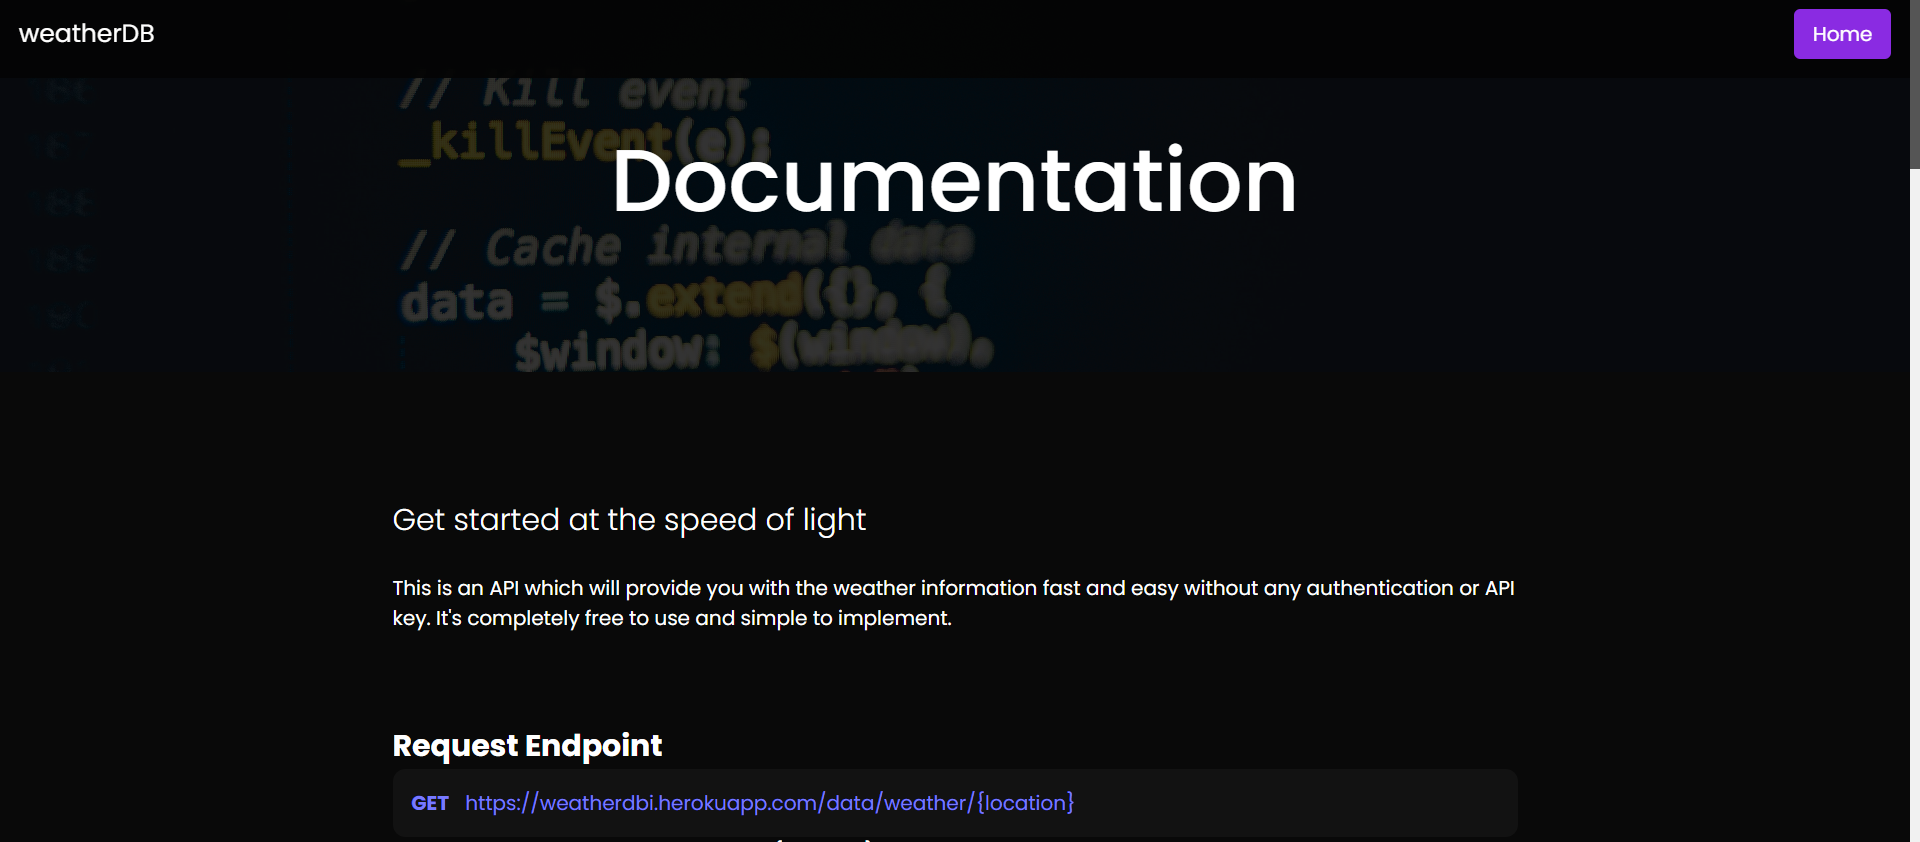 weatherDB
Home
// Kill event
_killEvent(e);
Documentation
// Cache internal data
data = $.extend({}, {
$window: $(window),
Get started at the speed of light
This is an API which will provide you with the weather information fast and easy without any authentication or API
key. It's completely free to use and simple to implement.
Request Endpoint
GET https://weatherdbi.herokuapp.com/data/weather/{location}